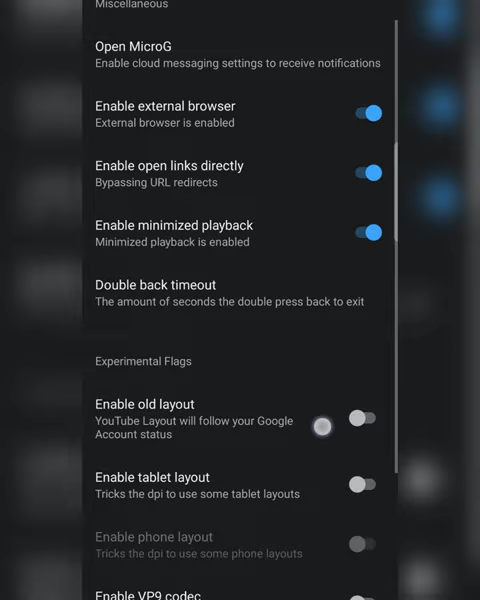 Miscellaneous
Open MicroG
Enable cloud messaging settings to receive notifications
Enable external browser
External browser is enabled
Enable open links directly
Bypassing URL redirects
Enable minimized playback
Minimized playback is enabled
Double back timeout
The amount of seconds the double press back to exit
Experimental Flags
Enable old layout
YouTube Layout will follow your Google
Account status
Enable tablet layout
Tricks the dpi to use some tablet layouts
Enable phone layout
Tricks the dpi to use some phone layouts
Enable VP9 codec